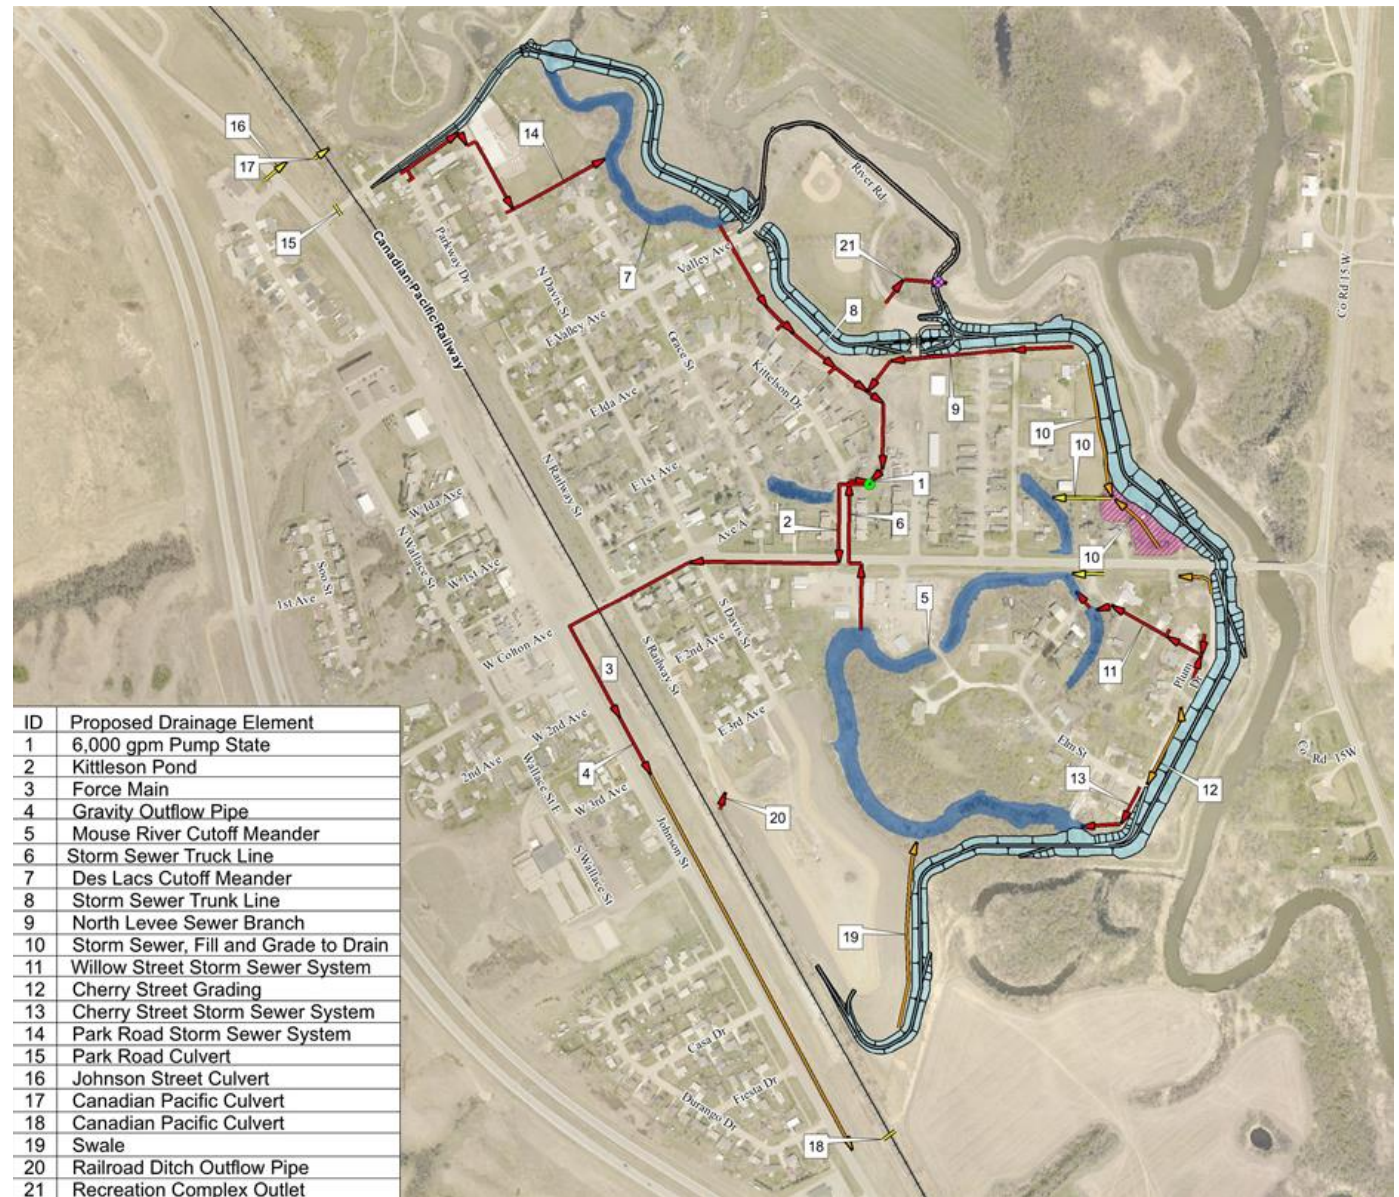 16
17
15
14
7
21
8
9
10
10
10
1
2
6
5
3
4
11
12
13
20
19
18
Canadian Pacific Railway
Parkway Dr
N Davis St
Valley Ave
E Valley Ave
Grace St
Kittelson Dr
River Rd
Co Rd 15 W
E Ida Ave
E 1st Ave
N Railway St
Ave A
W Ida Ave
N Wallace St
W 1st Ave
Soo St
1st Ave
W Colton Ave
S Davis St
E 2nd Ave
S Railway St
E 3rd Ave
W 2nd Ave
2nd Ave
W 3rd Ave
S Wallace St
Johnson St
Plum Dr
Elm St
Co. Rd 15W
Casa Dr
Fiesta Dr
Durango Dr
ID Proposed Drainage Element
1 6,000 gpm Pump State
2 Kittleson Pond
3 Force Main
4 Gravity Outflow Pipe
5 Mouse River Cutoff Meander
6 Storm Sewer Truck Line
7 Des Lacs Cutoff Meander
8 Storm Sewer Trunk Line
9 North Levee Sewer Branch
10 Storm Sewer, Fill and Grade to Drain
11 Willow Street Storm Sewer System
12 Cherry Street Grading
13 Cherry Street Storm Sewer System
14 Park Road Storm Sewer System
15 Park Road Culvert
16 Johnson Street Culvert
17 Canadian Pacific Culvert
18 Canadian Pacific Culvert
19 Swale
20 Railroad Ditch Outflow Pipe
21 Recreation Complex Outlet